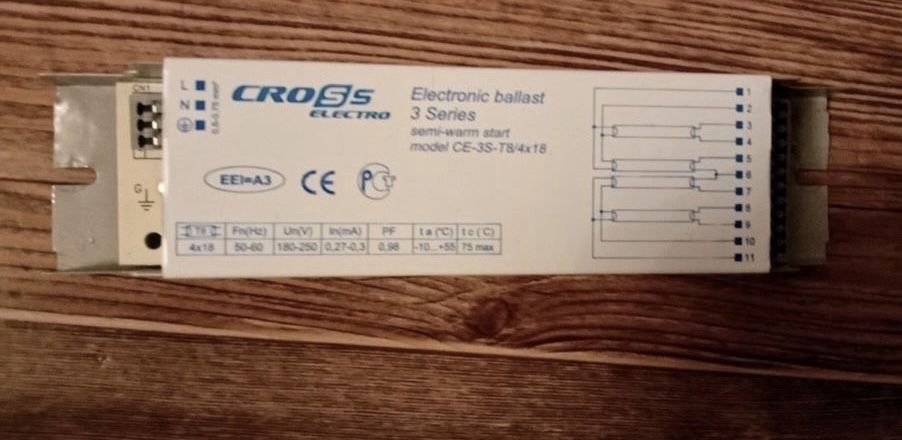 CN1
L
N
0,5-0,75 mm²
G
CROSS
ELECTRO
Electronic ballast
3 Series
semi-warm start
model CE-3S-T8/4x18
EEI=A3
CE
T8 Fn(Hz) Un(V) In(mA) PF t a (°C) t c (°C)
4x18 50-60 180-250 0,27-0,3 0,98 -10...+55 75 max
1
2
3
4
5
6
7
8
9
10
11